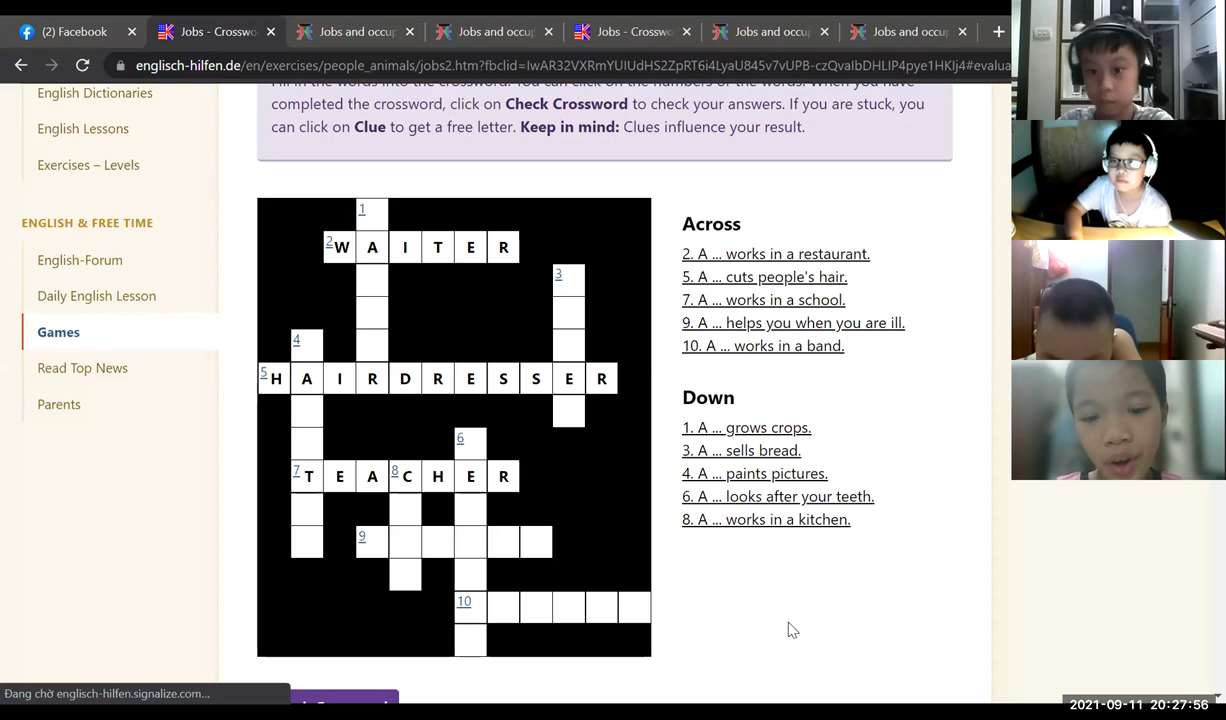 (2) Facebook
Jobs - Crosswo
Jobs and occup
Jobs and occup
Jobs - Crosswo
Jobs and occup
Jobs and occup
englisch-hilfen.de/en/exercises/people_animals/jobs2.htm?fbclid=IwAR32VXRmYUIUdHS2ZpRT6i4LyaU845v7vUPB-czQvaIbDHLIP4pye1HKIj4#evalua
English Dictionaries
English Lessons
Exercises – Levels
ENGLISH & FREE TIME
English-Forum
Daily English Lesson
Games
Read Top News
Parents
completed the crossword, click on Check Crossword to check your answers. If you are stuck, you
can click on Clue to get a free letter. Keep in mind: Clues influence your result.
1
2 W A I T E R
3
4
5 H A I R D R E S S E R
6
7 T E A 8 C H E R
9
10
Across
2. A ... works in a restaurant.
5. A ... cuts people's hair.
7. A ... works in a school.
9. A ... helps you when you are ill.
10. A ... works in a band.
Down
1. A ... grows crops.
3. A ... sells bread.
4. A ... paints pictures.
6. A ... looks after your teeth.
8. A ... works in a kitchen.
Đang chờ englisch-hilfen.signalize.com...
2021-09-11 20:27:56